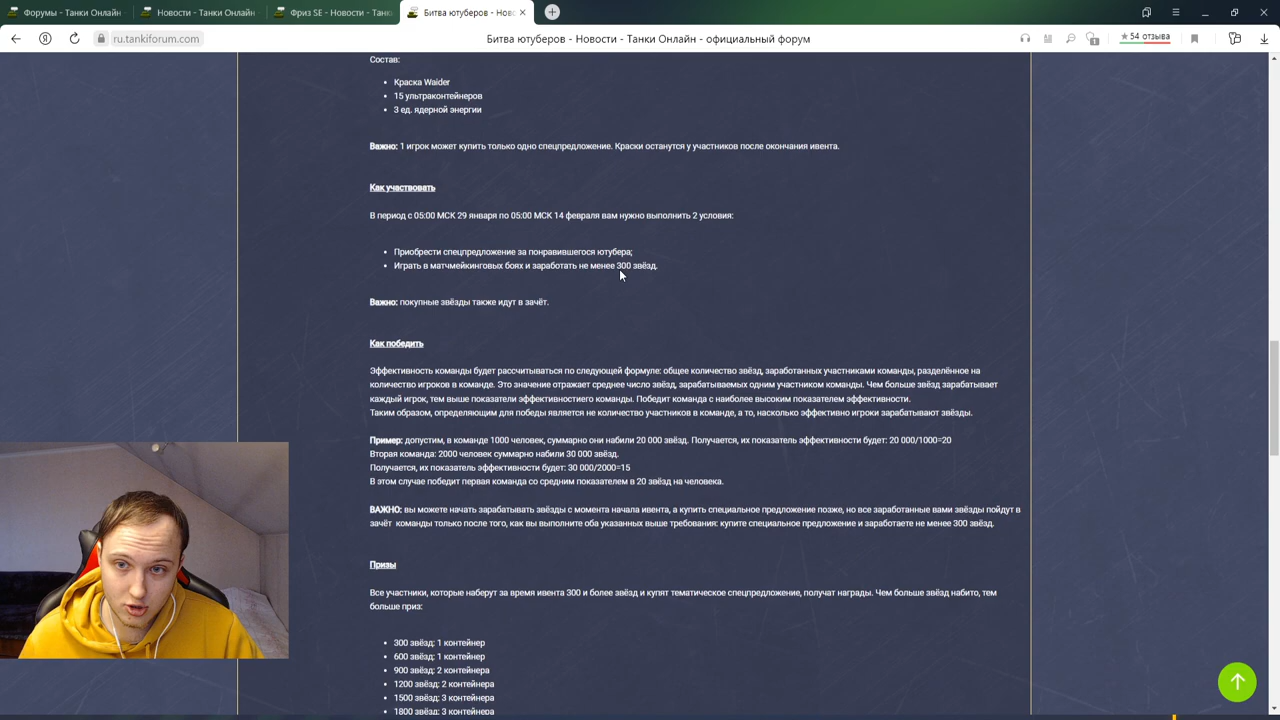 Форумы - Танки Онлайн -
Новости - Танки Онлайн
Фриз SE - Новости - Танк
Битва ютуберов - Нов
ru.tankiforum.com
Битва ютуберов - Новости - Танки Онлайн - официальный форум
54 отзыва
Состав:
• Краска Waider
• 15 ультраконтейнеров
• 3 ед. ядерной энергии
Важно: 1 игрок может купить только одно спецпредложение. Краски останутся у участников после окончания ивента.
Как участвовать
В период с 05:00 МСК 29 января по 05:00 МСК 14 февраля вам нужно выполнить 2 условия:
• Приобрести спецпредложение за понравившегося ютубера;
• Играть в матчмейкинговых боях и заработать не менее 300 звёзд.
Важно: покупные звёзды также идут в зачёт.
Как победить
Эффективность команды будет рассчитываться по следующей формуле: общее количество звёзд, заработанных участниками команды, разделённое на
количество игроков в команде. Это значение отражает среднее число звёзд, зарабатываемых одним участником команды. Чем больше звёзд зарабатывает
каждый игрок, тем выше показатели эффективностиего команды. Победит команда с наиболее высоким показателем эффективности.
Таким образом, определяющим для победы является не количество участников в команде, а то, насколько эффективно игроки зарабатывают звёзды.
Пример: допустим, в команде 1000 человек, суммарно они набили 20 000 звёзд. Получается, их показатель эффективности будет: 20 000/1000=20
Вторая команда: 2000 человек суммарно набили 30 000 звёзд.
Получается, их показатель эффективности будет: 30 000/2000=15
В этом случае победит первая команда со средним показателем в 20 звёзд на человека.
ВАЖНО: вы можете начать зарабатывать звёзды с момента начала ивента, а купить специальное предложение позже, но все заработанные вами звёзды пойдут в
зачёт команды только после того, как вы выполните оба указанных выше требования: купите специальное предложение и заработаете не менее 300 звёзд.
Призы
Все участники, которые наберут за время ивента 300 и более звёзд и купят тематическое спецпредложение, получат награды. Чем больше звёзд набито, тем
больше приз:
• 300 звёзд: 1 контейнер
• 600 звёзд: 1 контейнер
• 900 звёзд: 2 контейнера
• 1200 звёзд: 2 контейнера
• 1500 звёзд: 3 контейнера
• 1800 звёзд: 3 контейнера